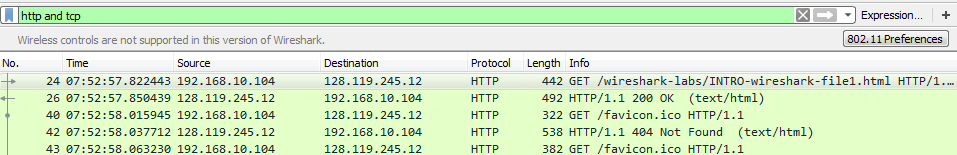 http and tcp Expression… +
Wireless controls are not supported in this version of Wireshark. 802.11 Preferences
No. Time Source Destination Protocol Length Info
24 07:52:57.822443 192.168.10.104 128.119.245.12 HTTP 442 GET /wireshark-labs/INTRO-wireshark-file1.html HTTP/1.…
26 07:52:57.850439 128.119.245.12 192.168.10.104 HTTP 492 HTTP/1.1 200 OK (text/html)
40 07:52:58.015945 192.168.10.104 128.119.245.12 HTTP 322 GET /favicon.ico HTTP/1.1
42 07:52:58.037712 128.119.245.12 192.168.10.104 HTTP 538 HTTP/1.1 404 Not Found (text/html)
43 07:52:58.063230 192.168.10.104 128.119.245.12 HTTP 382 GET /favicon.ico HTTP/1.1